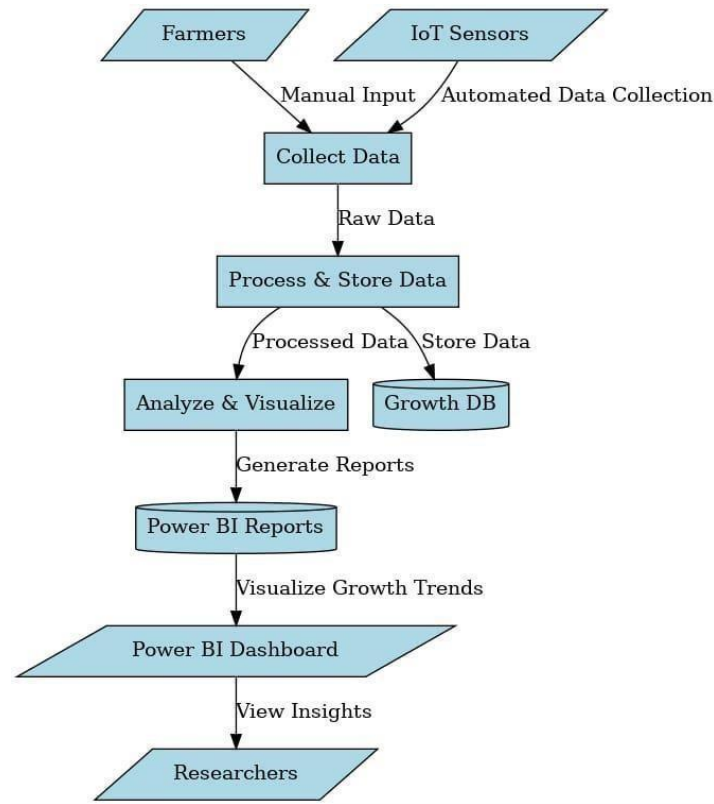 Farmers
IoT Sensors
Manual Input
Automated Data Collection
Collect Data
Raw Data
Process & Store Data
Processed Data
Store Data
Analyze & Visualize
Growth DB
Generate Reports
Power BI Reports
Visualize Growth Trends
Power BI Dashboard
View Insights
Researchers